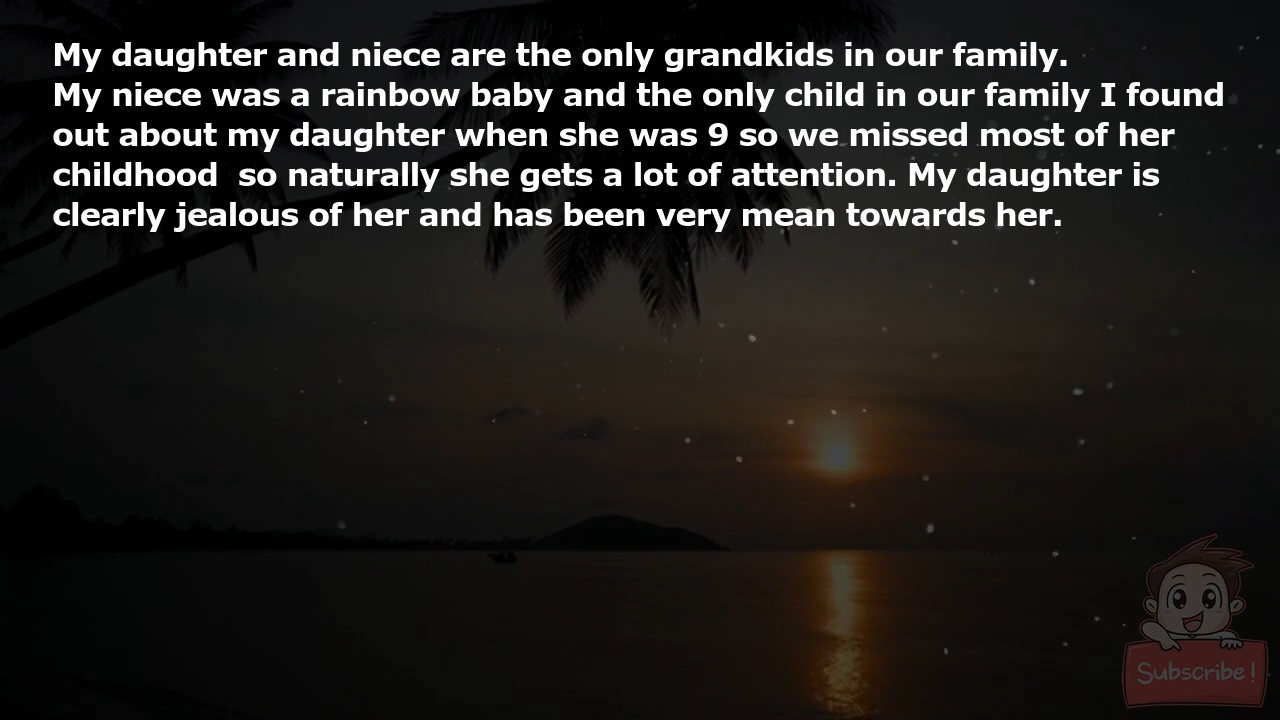 My daughter and niece are the only grandkids in our family.
My niece was a rainbow baby and the only child in our family I found
out about my daughter when she was 9 so we missed most of her
childhood  so naturally she gets a lot of attention. My daughter is
clearly jealous of her and has been very mean towards her.
Subscribe!